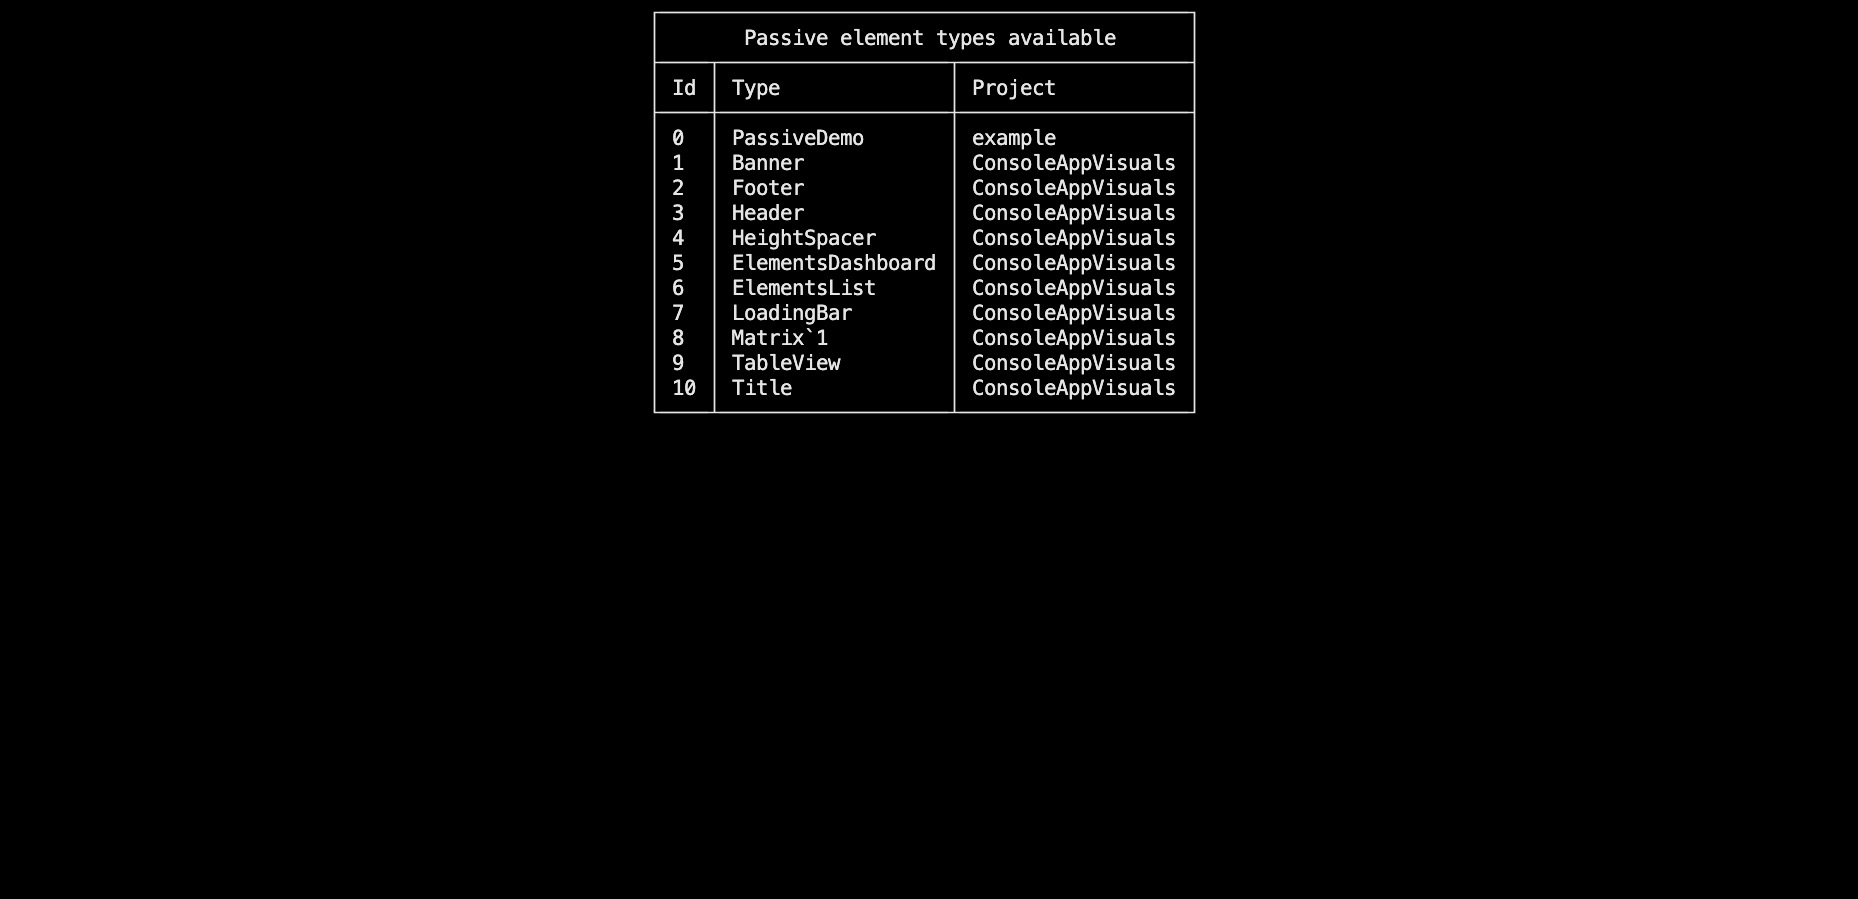 Passive element types available
Id Type Project
0 PassiveDemo example
1 Banner ConsoleAppVisuals
2 Footer ConsoleAppVisuals
3 Header ConsoleAppVisuals
4 HeightSpacer ConsoleAppVisuals
5 ElementsDashboard ConsoleAppVisuals
6 ElementsList ConsoleAppVisuals
7 LoadingBar ConsoleAppVisuals
8 Matrix`1 ConsoleAppVisuals
9 TableView ConsoleAppVisuals
10 Title ConsoleAppVisuals